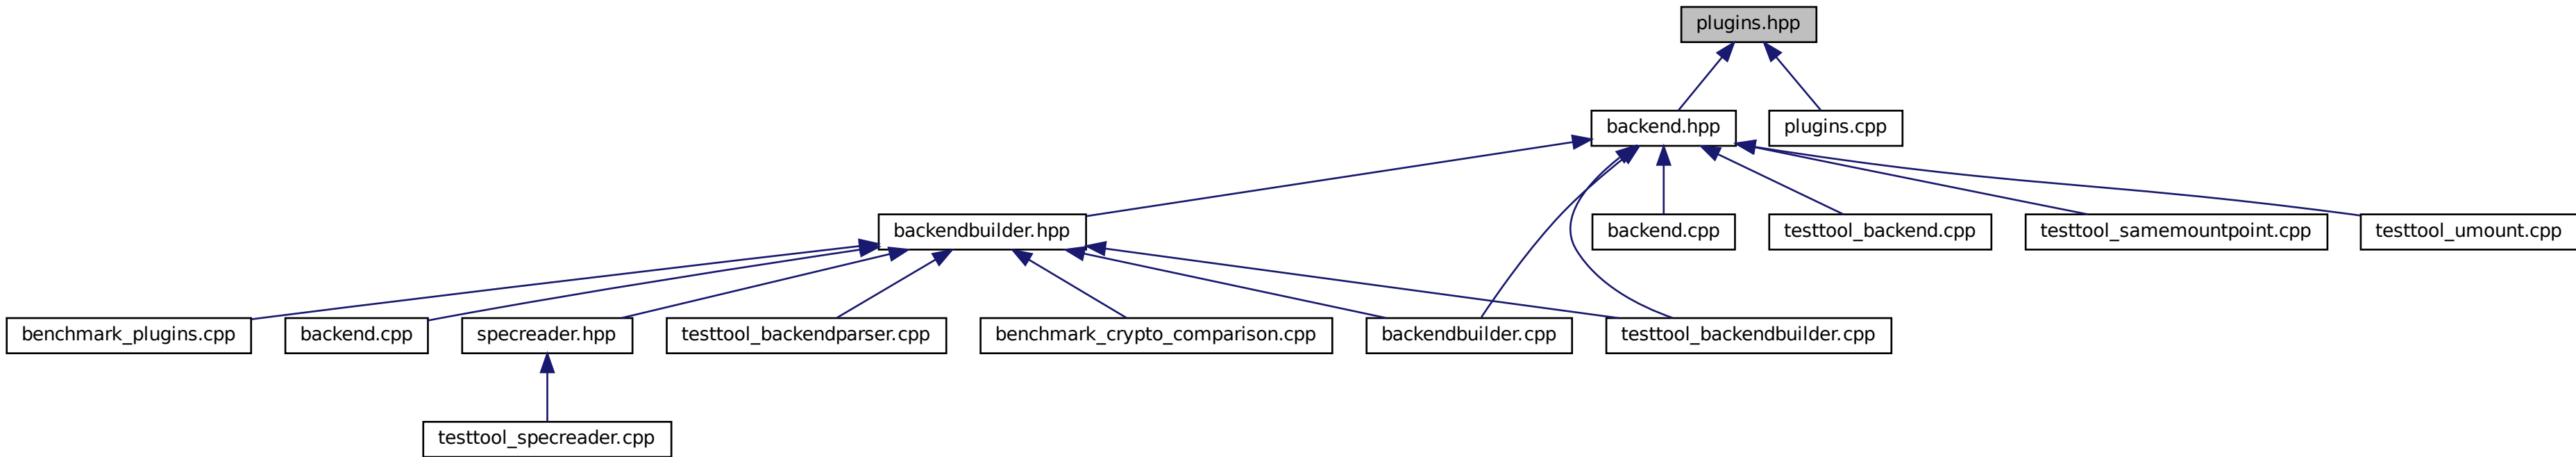 plugins.hpp
backend.hpp
plugins.cpp
backendbuilder.hpp
backend.cpp
testtool_backend.cpp
testtool_samemountpoint.cpp
testtool_umount.cpp
benchmark_plugins.cpp
backend.cpp
specreader.hpp
testtool_backendparser.cpp
benchmark_crypto_comparison.cpp
backendbuilder.cpp
testtool_backendbuilder.cpp
testtool_specreader.cpp